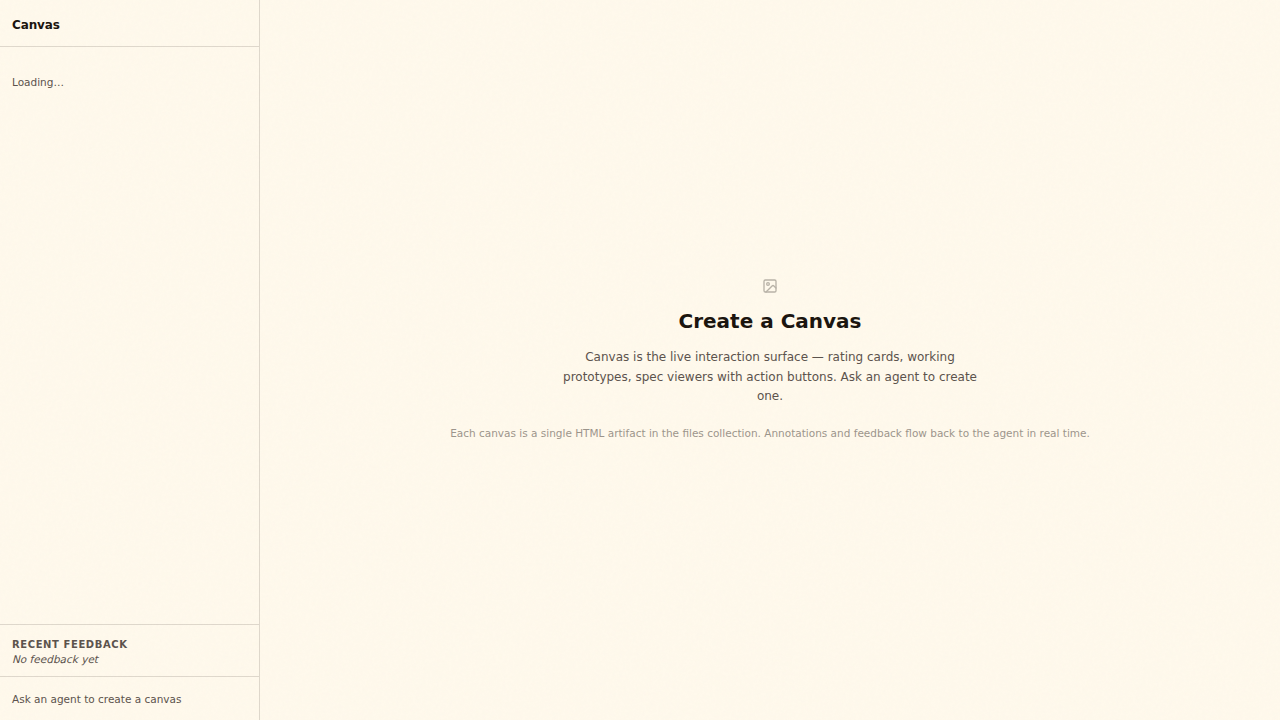 Canvas
Loading...
RECENT FEEDBACK
No feedback yet
Ask an agent to create a canvas
Create a Canvas
Canvas is the live interaction surface — rating cards, working
prototypes, spec viewers with action buttons. Ask an agent to create
one.
Each canvas is a single HTML artifact in the files collection. Annotations and feedback flow back to the agent in real time.